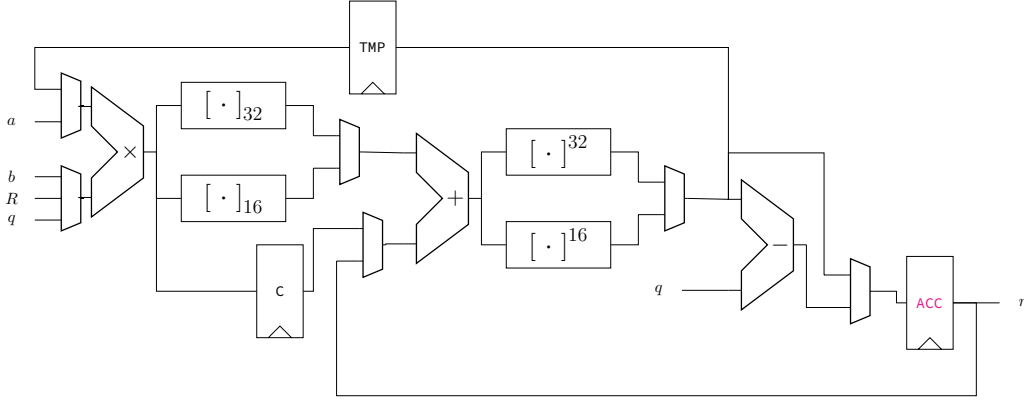 TMP
a
×
[ · ]₃₂
b
R
q
[ · ]₁₆
+
[ · ]³²
[ · ]¹⁶
C
q
−
ACC
r